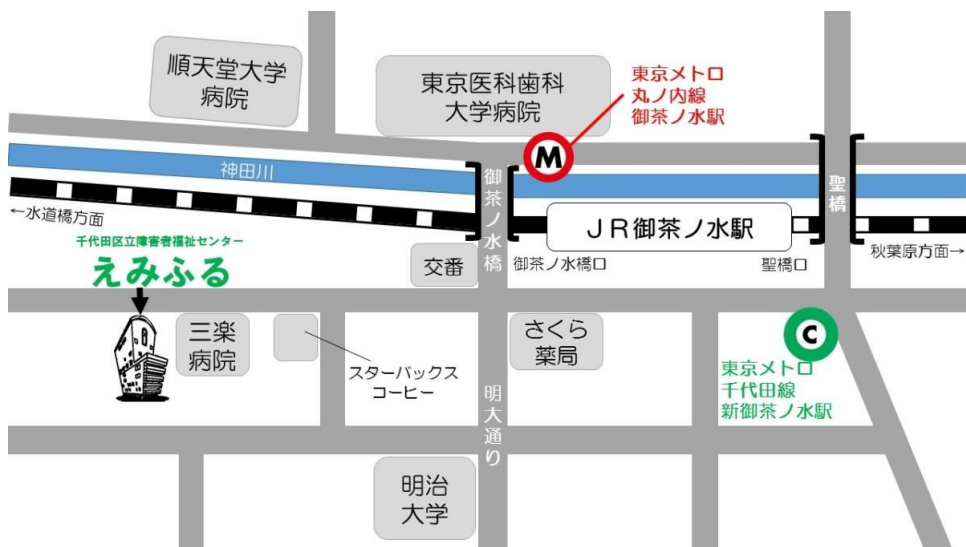 順天堂大学
病院
東京医科歯科
大学病院
東京メトロ
丸ノ内線
御茶ノ水駅
M
神田川
御茶ノ水橋
聖橋
←水道橋方面
JR御茶ノ水駅
秋葉原方面→
千代田区立障害者福祉センター
えみふる
交番
御茶ノ水橋口
聖橋口
三楽
病院
スターバックス
コーヒー
さくら
薬局
C
東京メトロ
千代田線
新御茶ノ水駅
明大通り
明治
大学